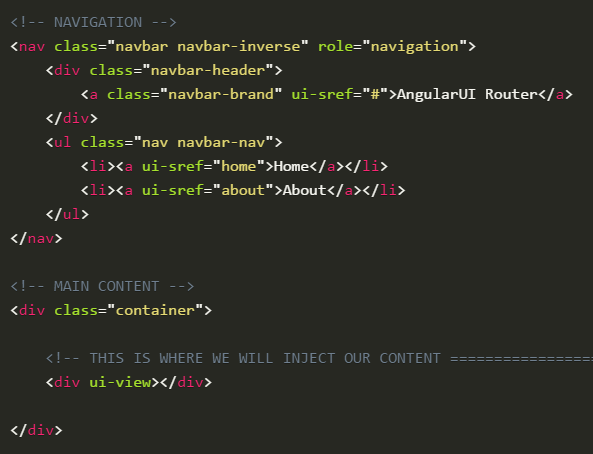 <!-- NAVIGATION -->
<nav class="navbar navbar-inverse" role="navigation">
    <div class="navbar-header">
        <a class="navbar-brand" ui-sref="#">AngularUI Router</a>
    </div>
    <ul class="nav navbar-nav">
        <li><a ui-sref="home">Home</a></li>
        <li><a ui-sref="about">About</a></li>
    </ul>
</nav>

<!-- MAIN CONTENT -->
<div class="container">

    <!-- THIS IS WHERE WE WILL INJECT OUR CONTENT =================
    <div ui-view></div>

</div>